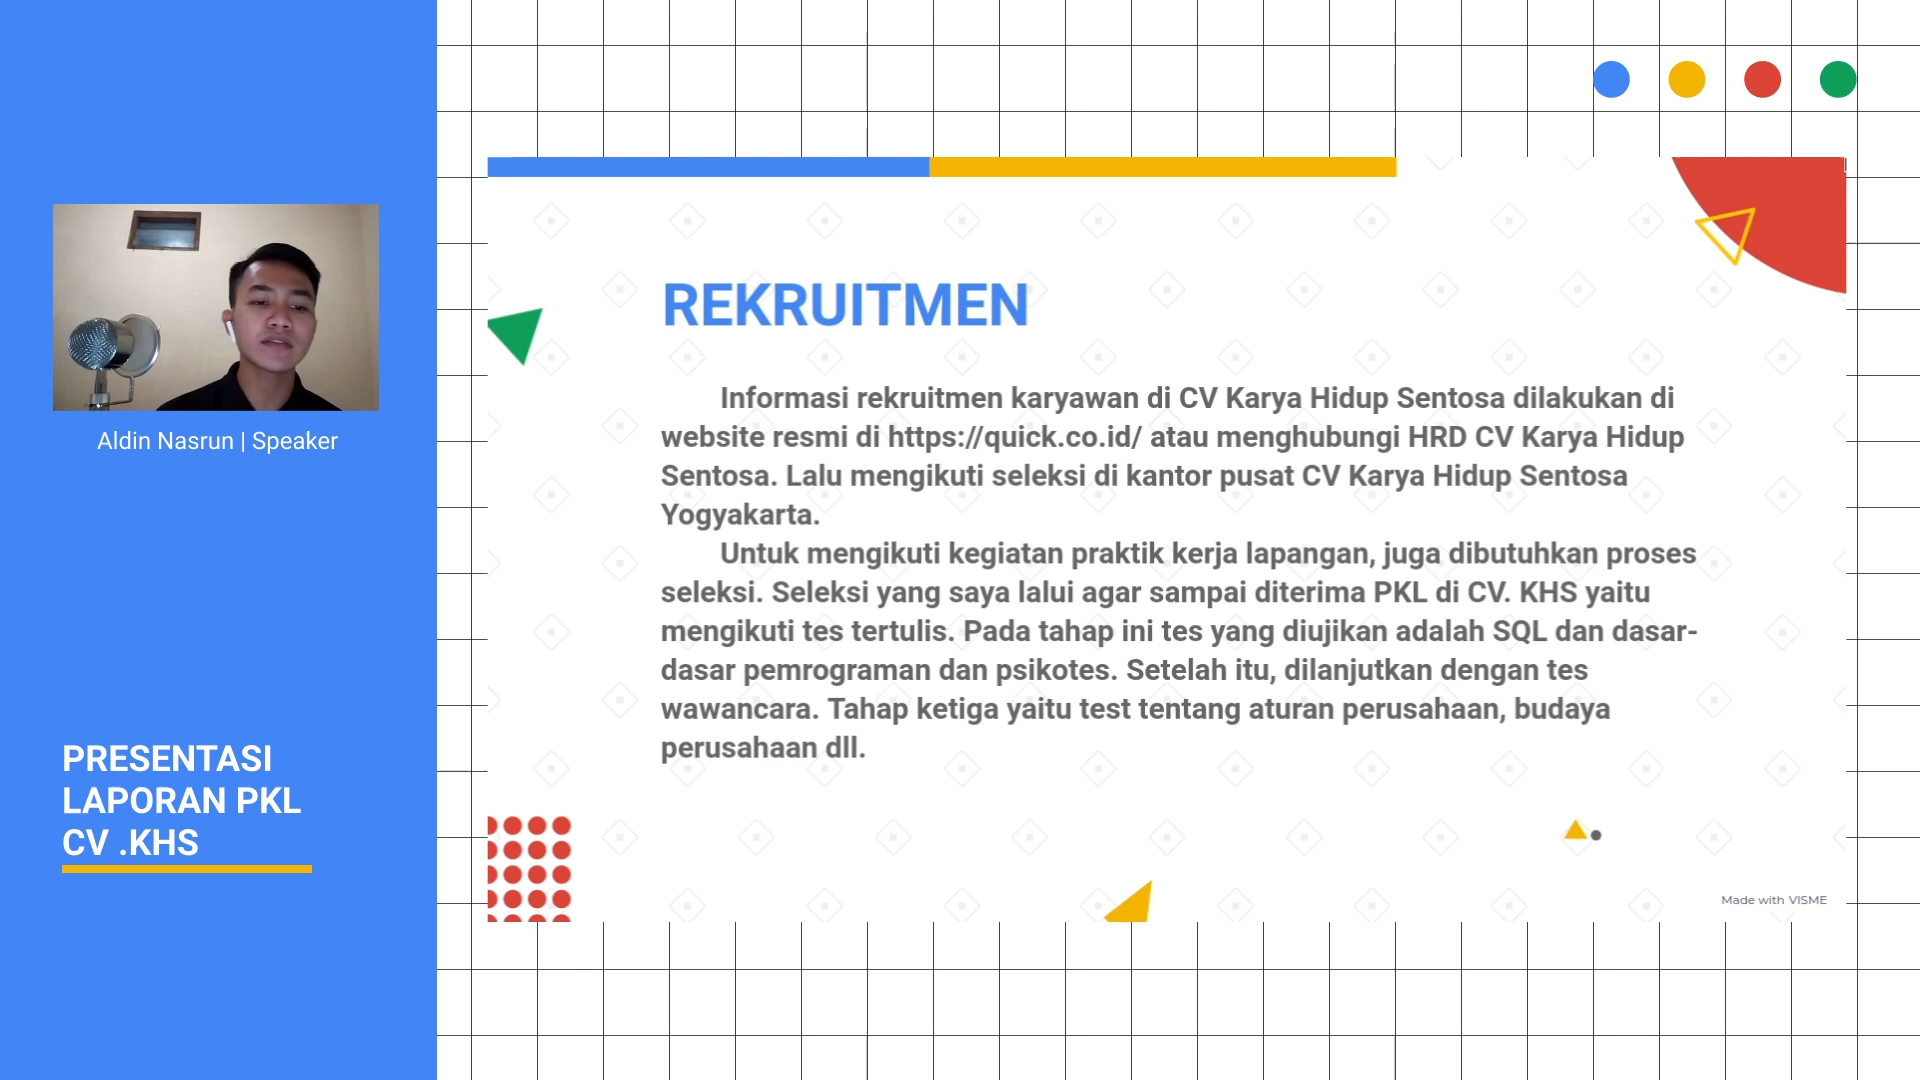 Aldin Nasrun | Speaker
PRESENTASI
LAPORAN PKL
CV .KHS
REKRUITMEN
Informasi rekruitmen karyawan di CV Karya Hidup Sentosa dilakukan di
website resmi di https://quick.co.id/ atau menghubungi HRD CV Karya Hidup
Sentosa. Lalu mengikuti seleksi di kantor pusat CV Karya Hidup Sentosa
Yogyakarta.
Untuk mengikuti kegiatan praktik kerja lapangan, juga dibutuhkan proses
seleksi. Seleksi yang saya lalui agar sampai diterima PKL di CV. KHS yaitu
mengikuti tes tertulis. Pada tahap ini tes yang diujikan adalah SQL dan dasar-
dasar pemrograman dan psikotes. Setelah itu, dilanjutkan dengan tes
wawancara. Tahap ketiga yaitu test tentang aturan perusahaan, budaya
perusahaan dll.
Made with VISME